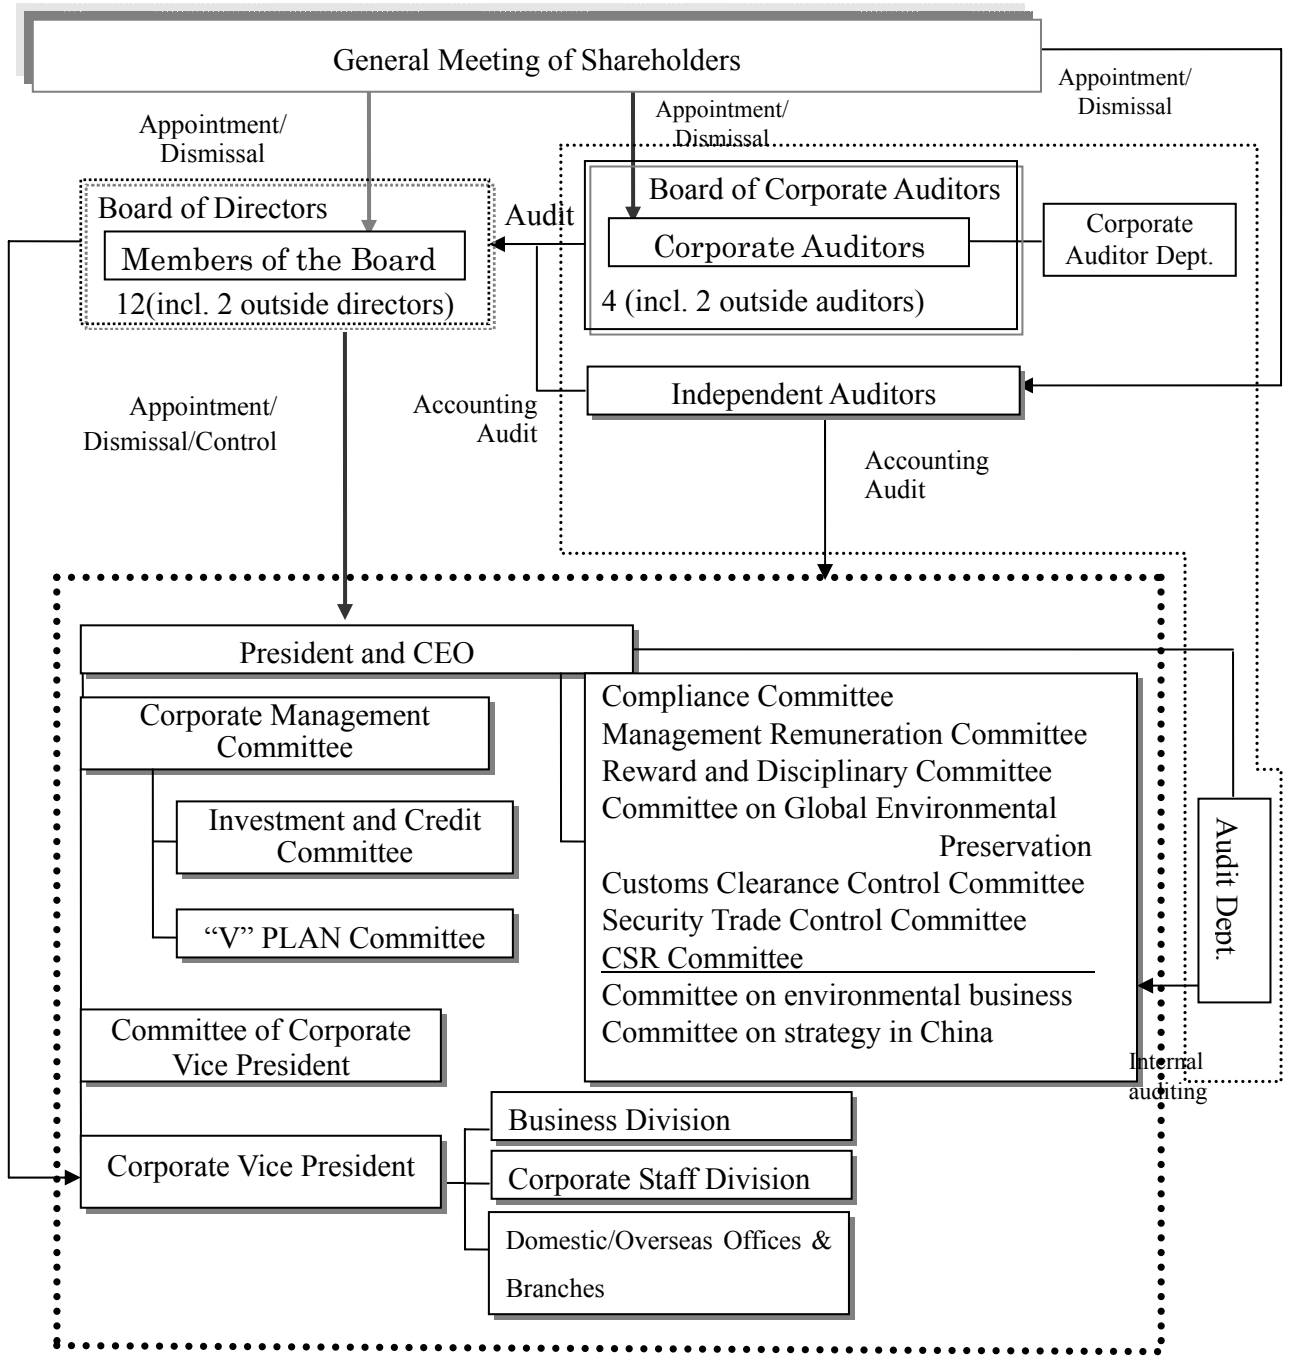 General Meeting of Shareholders
Appointment/
Dismissal
Appointment/
Dismissal
Appointment/
Dismissal
Board of Directors
Members of the Board
12(incl. 2 outside directors)
Audit
Board of Corporate Auditors
Corporate Auditors
4 (incl. 2 outside auditors)
Corporate
Auditor Dept.
Independent Auditors
Appointment/
Dismissal/Control
Accounting
Audit
Accounting
Audit
President and CEO
Corporate Management
Committee
Investment and Credit
Committee
“V” PLAN Committee
Compliance Committee
Management Remuneration Committee
Reward and Disciplinary Committee
Committee on Global Environmental
Preservation
Customs Clearance Control Committee
Security Trade Control Committee
CSR Committee
Committee on environmental business
Committee on strategy in China
Audit Dept.
Internal
auditing
Committee of Corporate
Vice President
Corporate Vice President
Business Division
Corporate Staff Division
Domestic/Overseas Offices &
Branches